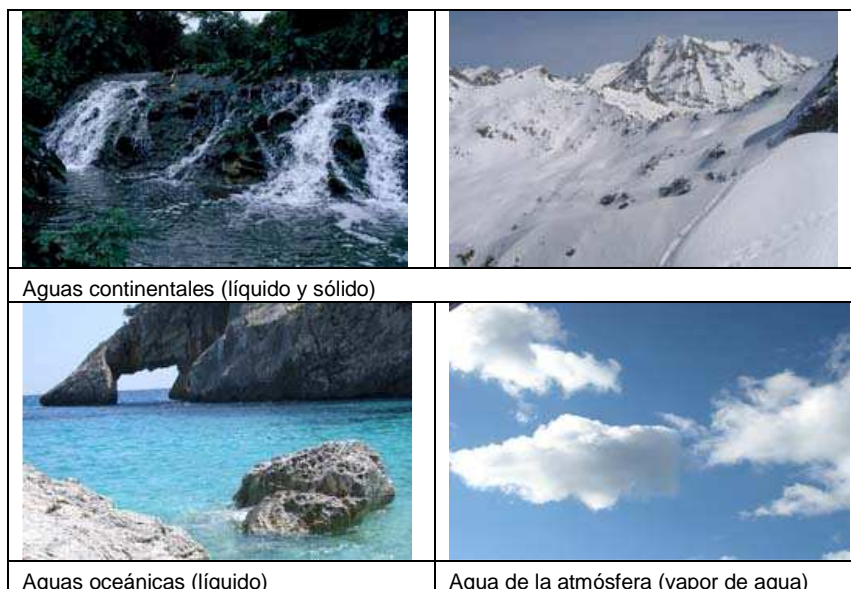 Aguas continentales (líquido y sólido)
Aguas oceánicas (líquido)
Agua de la atmósfera (vapor de agua)